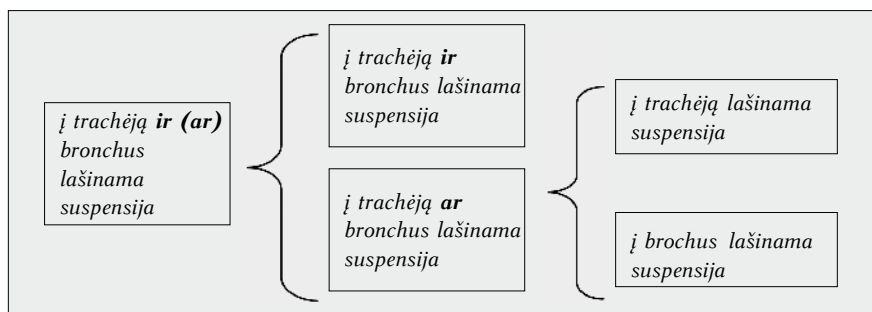 į trachėją ir (ar)
bronchus
lašinama
suspensija
į trachėją ir
bronchus lašinama
suspensija
į trachėją ar
bronchus lašinama
suspensija
į trachėją lašinama
suspensija
į brochus lašinama
suspensija